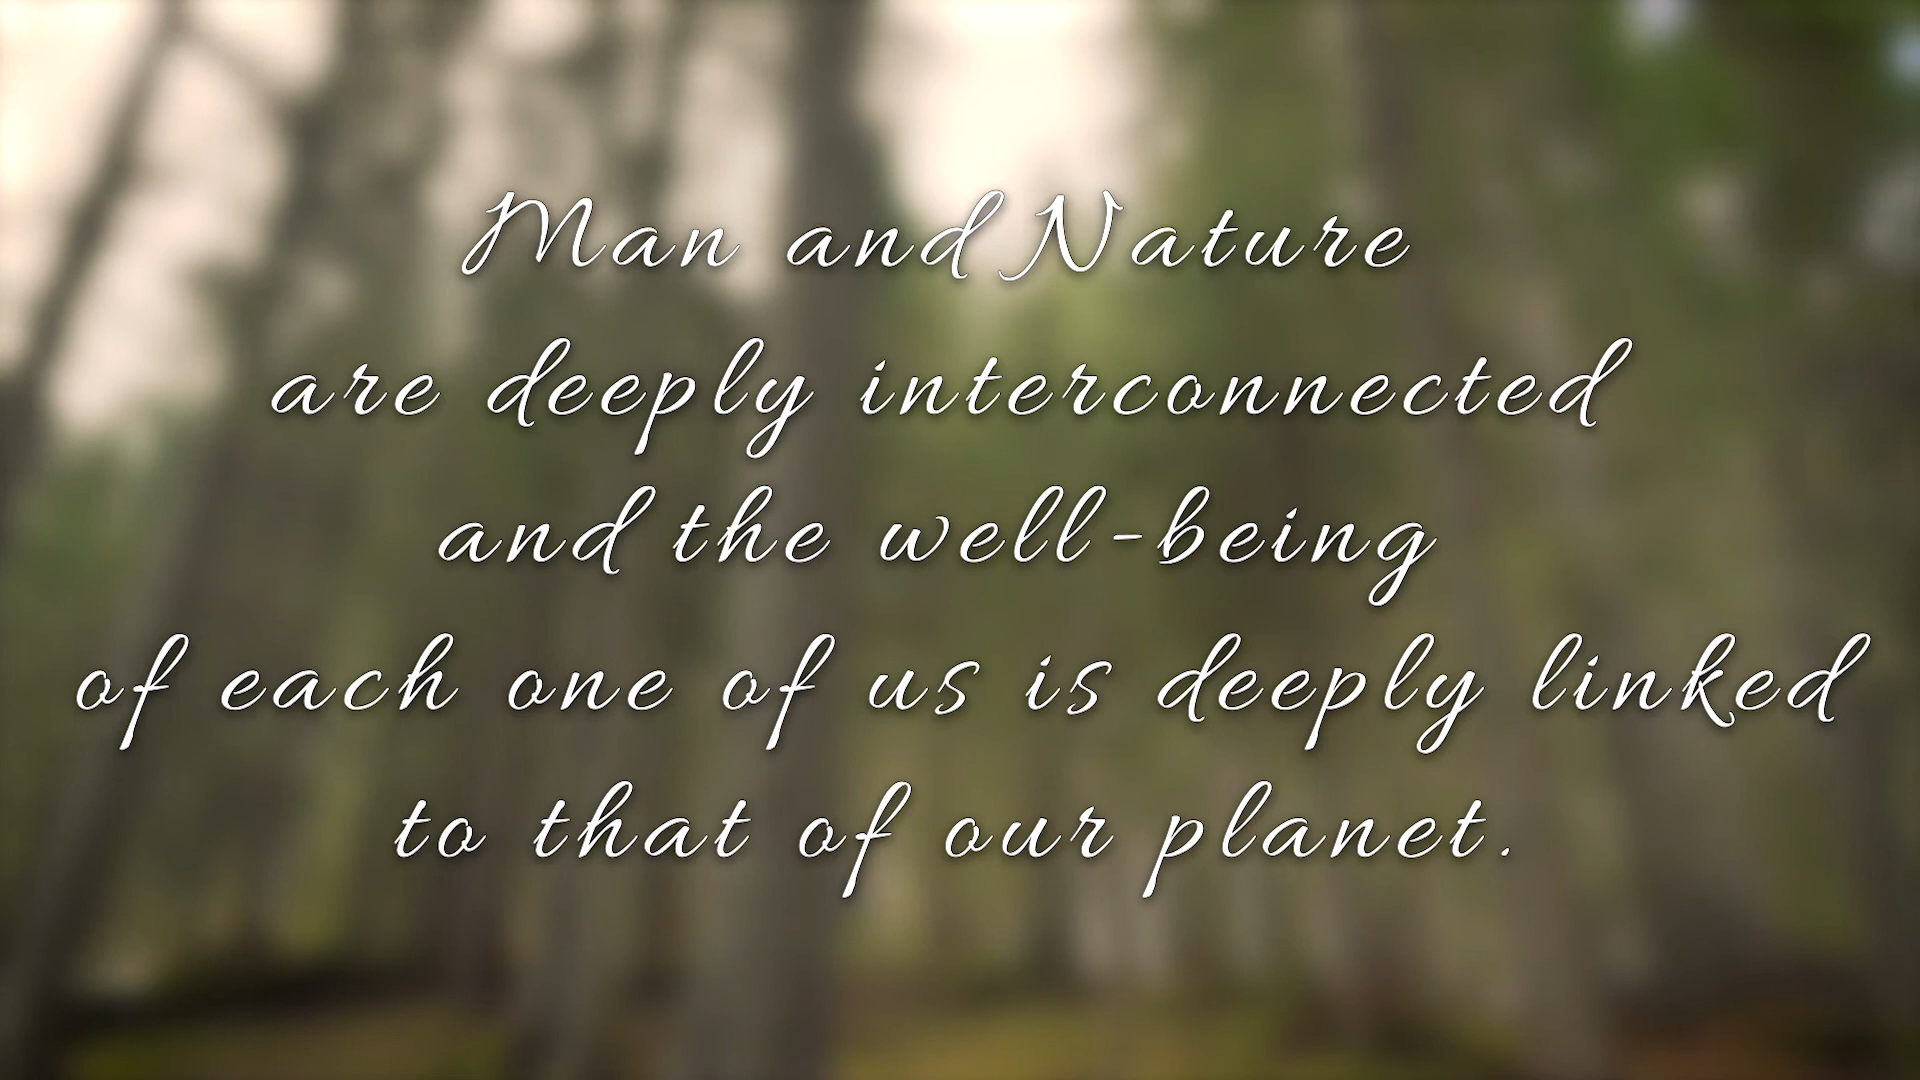 Man and Nature
are deeply interconnected
and the well-being
of each one of us is deeply linked
to that of our planet.